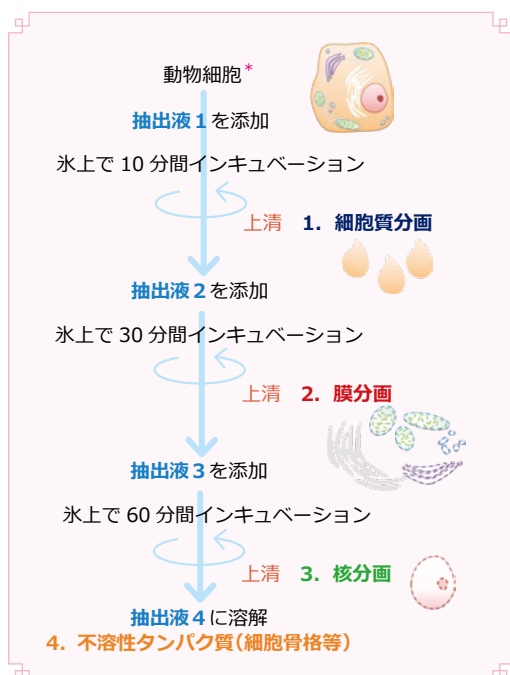 動物細胞*
抽出液1を添加
氷上で 10 分間インキュベーション
上清 1. 細胞質分画
抽出液2を添加
氷上で 30 分間インキュベーション
上清 2. 膜分画
抽出液3を添加
氷上で 60 分間インキュベーション
上清 3. 核分画
抽出液4に溶解
4. 不溶性タンパク質(細胞骨格等)